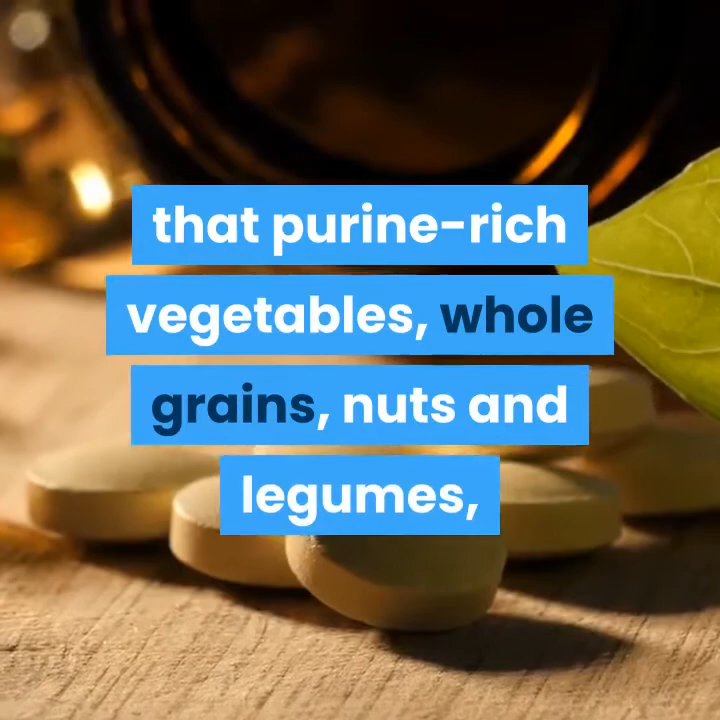 that purine-rich
vegetables, whole
grains, nuts and
legumes,